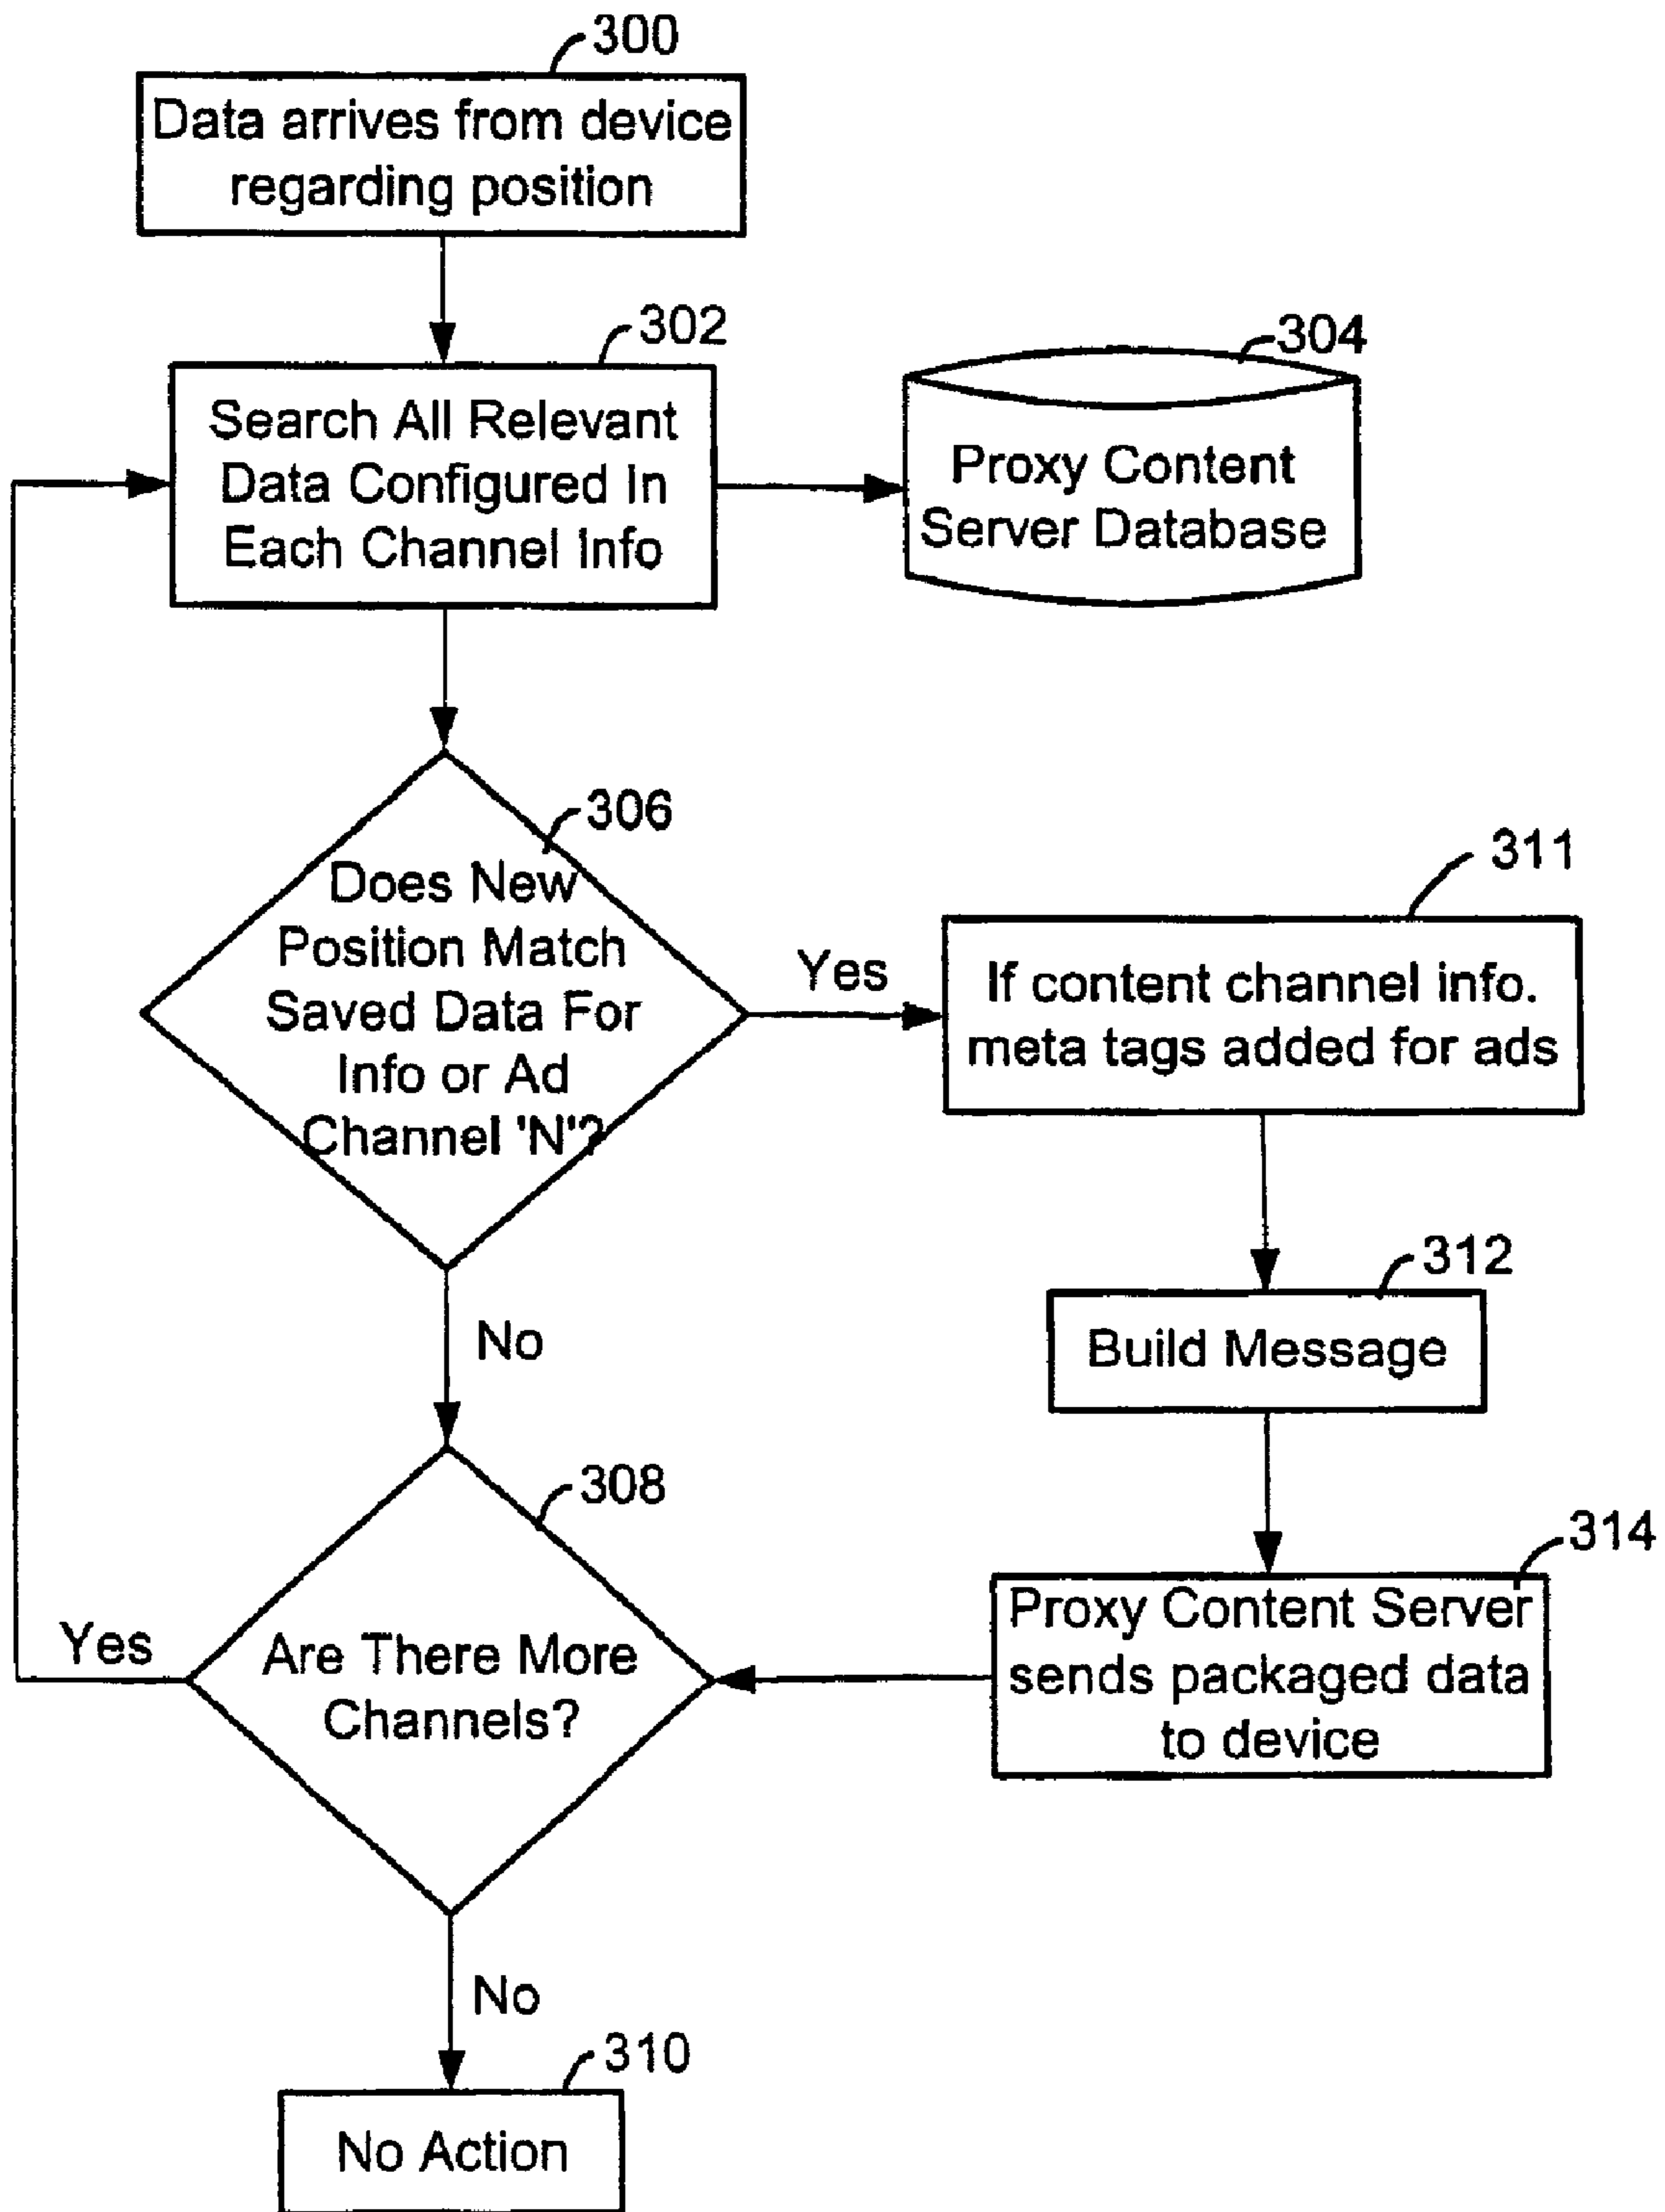 300
Data arrives from device
regarding position
302
Search All Relevant
Data Configured In
Each Channel Info
304
Proxy Content
Server Database
306
Does New
Position Match
Saved Data For
Info or Ad
Channel 'N'?
Yes
311
If content channel info.
meta tags added for ads
312
Build Message
No
308
Are There More
Channels?
Yes
314
Proxy Content Server
sends packaged data
to device
No
310
No Action